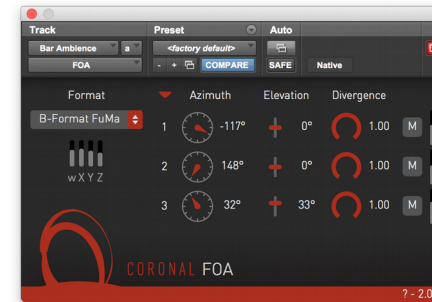 Track Preset Auto
Bar Ambience a <factory default>
FOA - + COMPARE SAFE Native
Format Azimuth Elevation Divergence
B-Format FuMa
1 -117° 0° 1.00 M
2 148° 0° 1.00 M
wXYZ
3 32° 33° 1.00 M
CORONAL FOA
? - 2.0